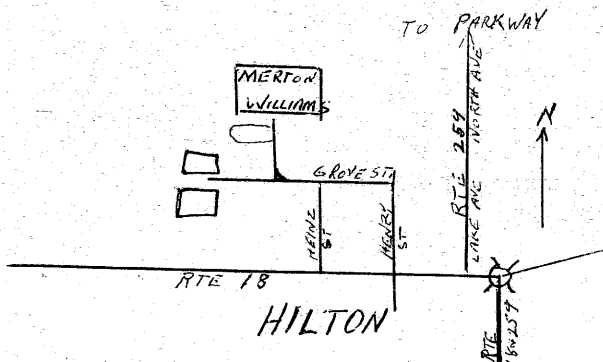 TO PARKWAY
MERTON
WILLIAMS
RTE 259
LAKE AVE NORTH AVE
N
GROVE ST
HEINZ
ST
HENRY
ST
RTE 18
HILTON
RTE